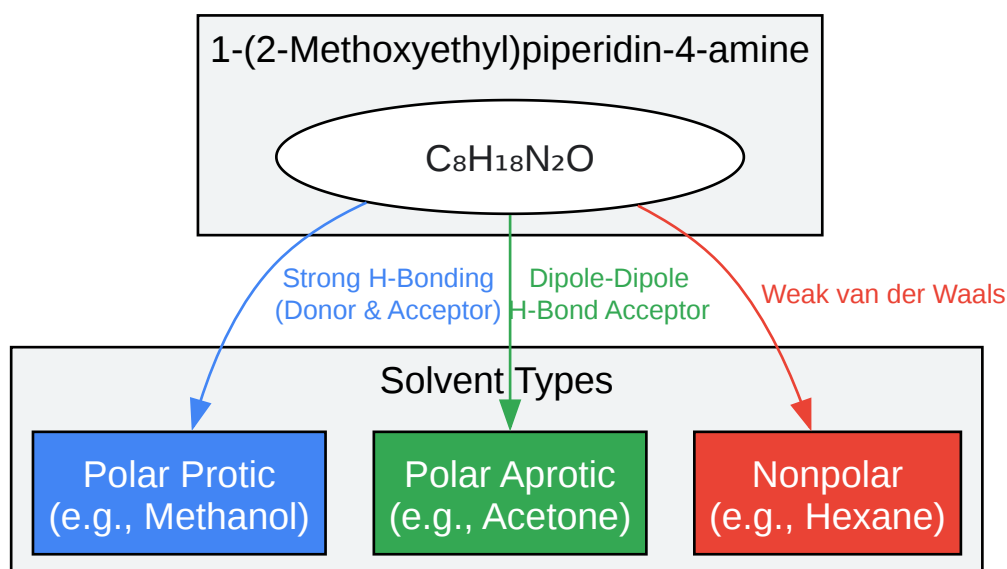 1-(2-Methoxyethyl)piperidin-4-amine
C₈H₁₈N₂O
Strong H-Bonding
(Donor & Acceptor)
Dipole-Dipole
H-Bond Acceptor
Weak van der Waals
Solvent Types
Polar Protic
(e.g., Methanol)
Polar Aprotic
(e.g., Acetone)
Nonpolar
(e.g., Hexane)